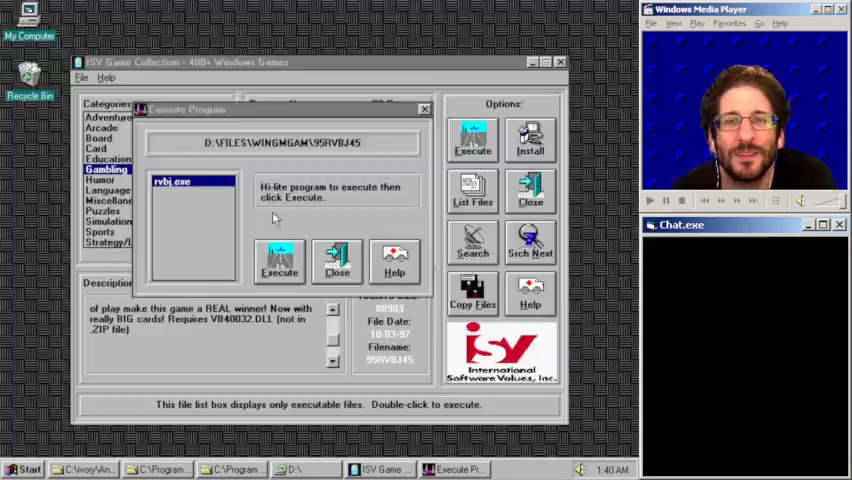 My Computer
Recycle Bin
ISV Game Collection - 400+ Windows Games
File Help
Categories
Adventure
Arcade
Board
Card
Education
Gambling
Humor
Language
Miscellane
Puzzles
Simulation
Sports
Strategy/L
Execute Program
D:\FILES\WINGMGAM\95RVBJ45
rvbj.exe
Hi-lite program to execute then
click Execute.
Execute
Close
Help
Options:
Execute
Install
List Files
Close
Search
Srch Next
Copy Files
Help
Description
of play make this game a REAL winner! Now with
really BIG cards! Requires VB40032.DLL (not in
.ZIP file)
88983
File Date:
10-03-97
Filename:
95RVBJ45
isv
International
Software Values, Inc.
This file list box displays only executable files. Double-click to execute.
Start
C:\ivory\An...
C:\Program ...
C:\Program ...
D:\
ISV Game ...
Execute Pr...
1:40 AM
Windows Media Player
File View Play Favorites Go Help
Chat.exe